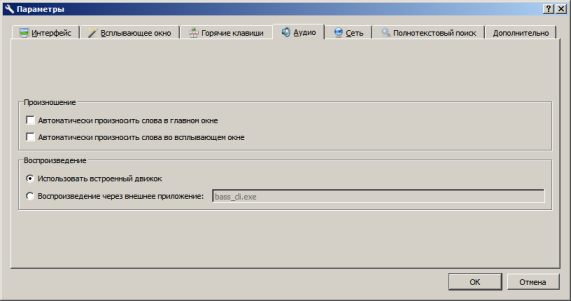 Параметры
Интерфейс Всплывающее окно Горячие клавиши Аудио Сеть Полнотекстовый поиск Дополнительно
Произношение
Автоматически произносить слова в главном окне
Автоматически произносить слова во всплывающем окне
Воспроизведение
Использовать встроенный движок
Воспроизведение через внешнее приложение: bass_cli.exe
OK Отмена